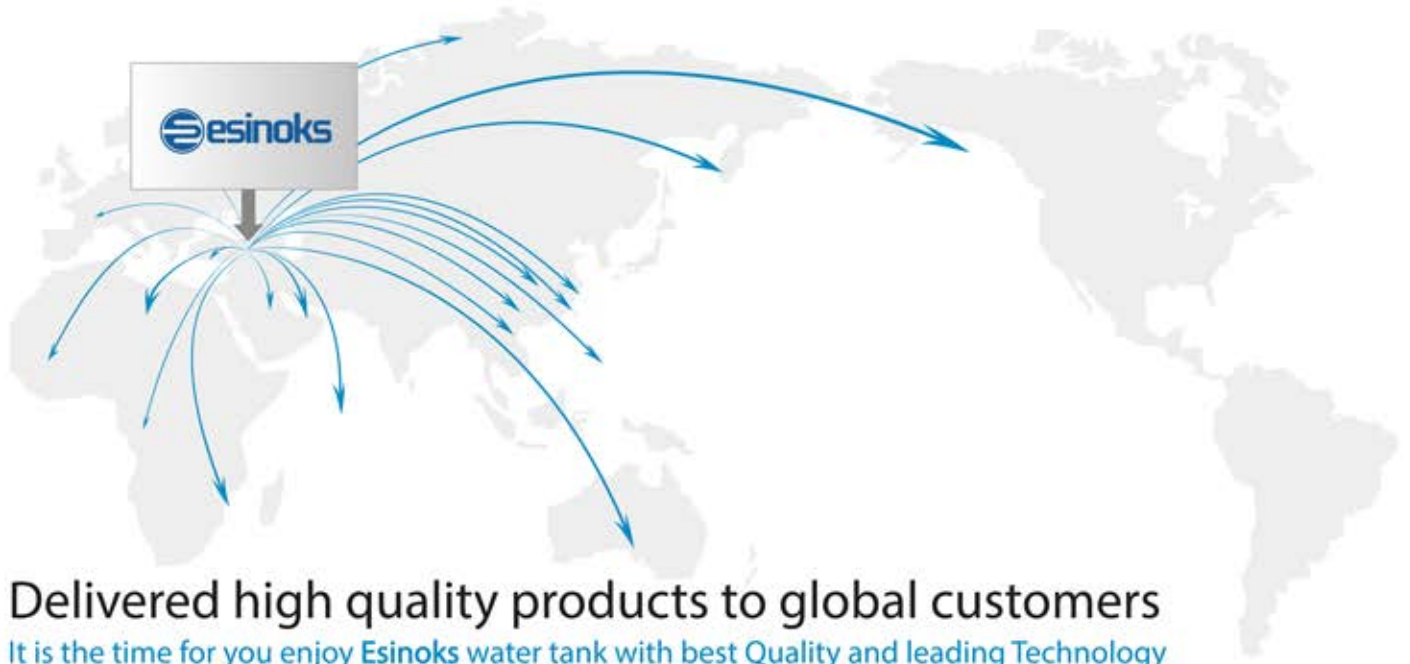 esinoks
Delivered high quality products to global customers
It is the time for you enjoy Esinoks water tank with best Quality and leading Technology